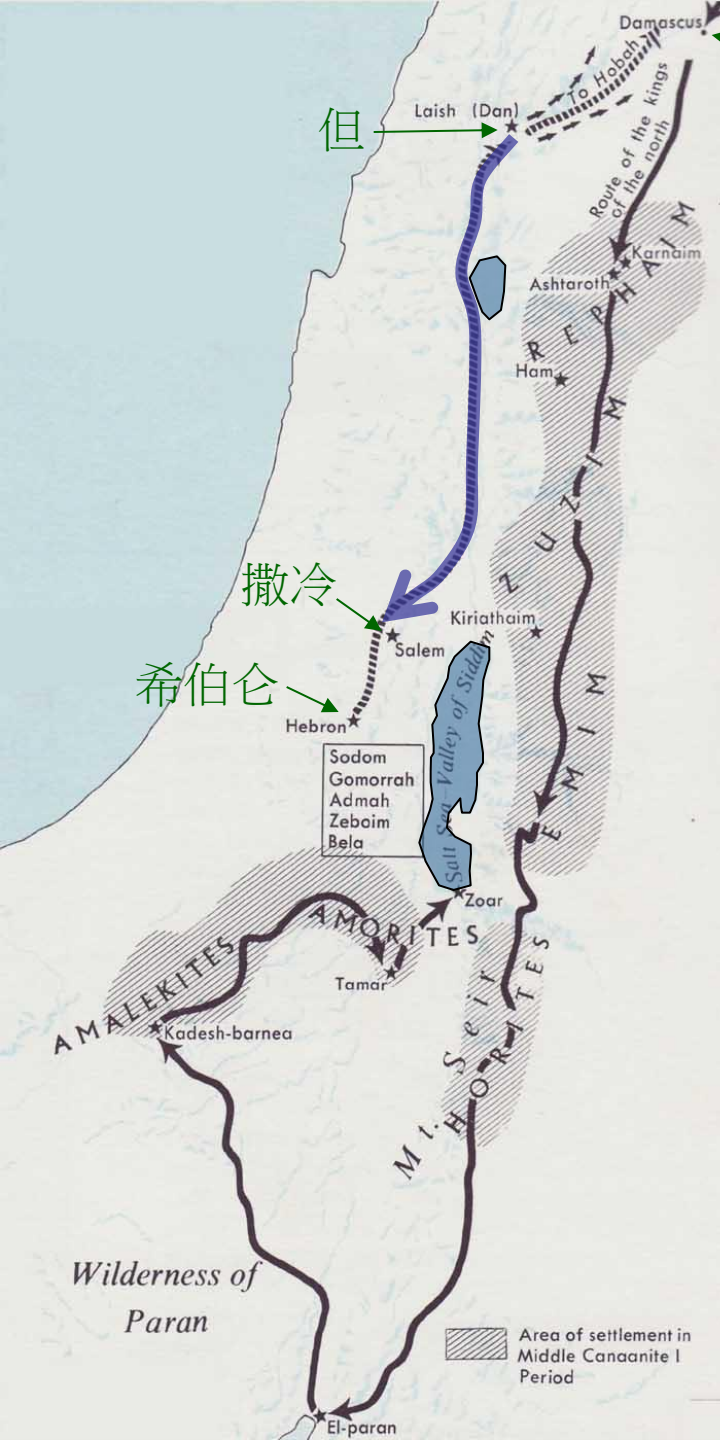 Damascus
To Hobah
Laish (Dan)
但
Route of the kings
of the north
Karnaim
Ashtaroth
REPHAIM
Ham
ZUZIM
撒冷
Kiriathaim
Salem
希伯仑
Hebron
Salt Sea-Valley of Siddim
EMIM
Sodom
Gomorrah
Admah
Zeboim
Bela
Zoar
AMORITES
Tamar
AMALEKITES
Kadesh-barnea
Mt. Seir
HORITES
Wilderness of
Paran
Area of settlement in
Middle Canaanite I
Period
El-paran